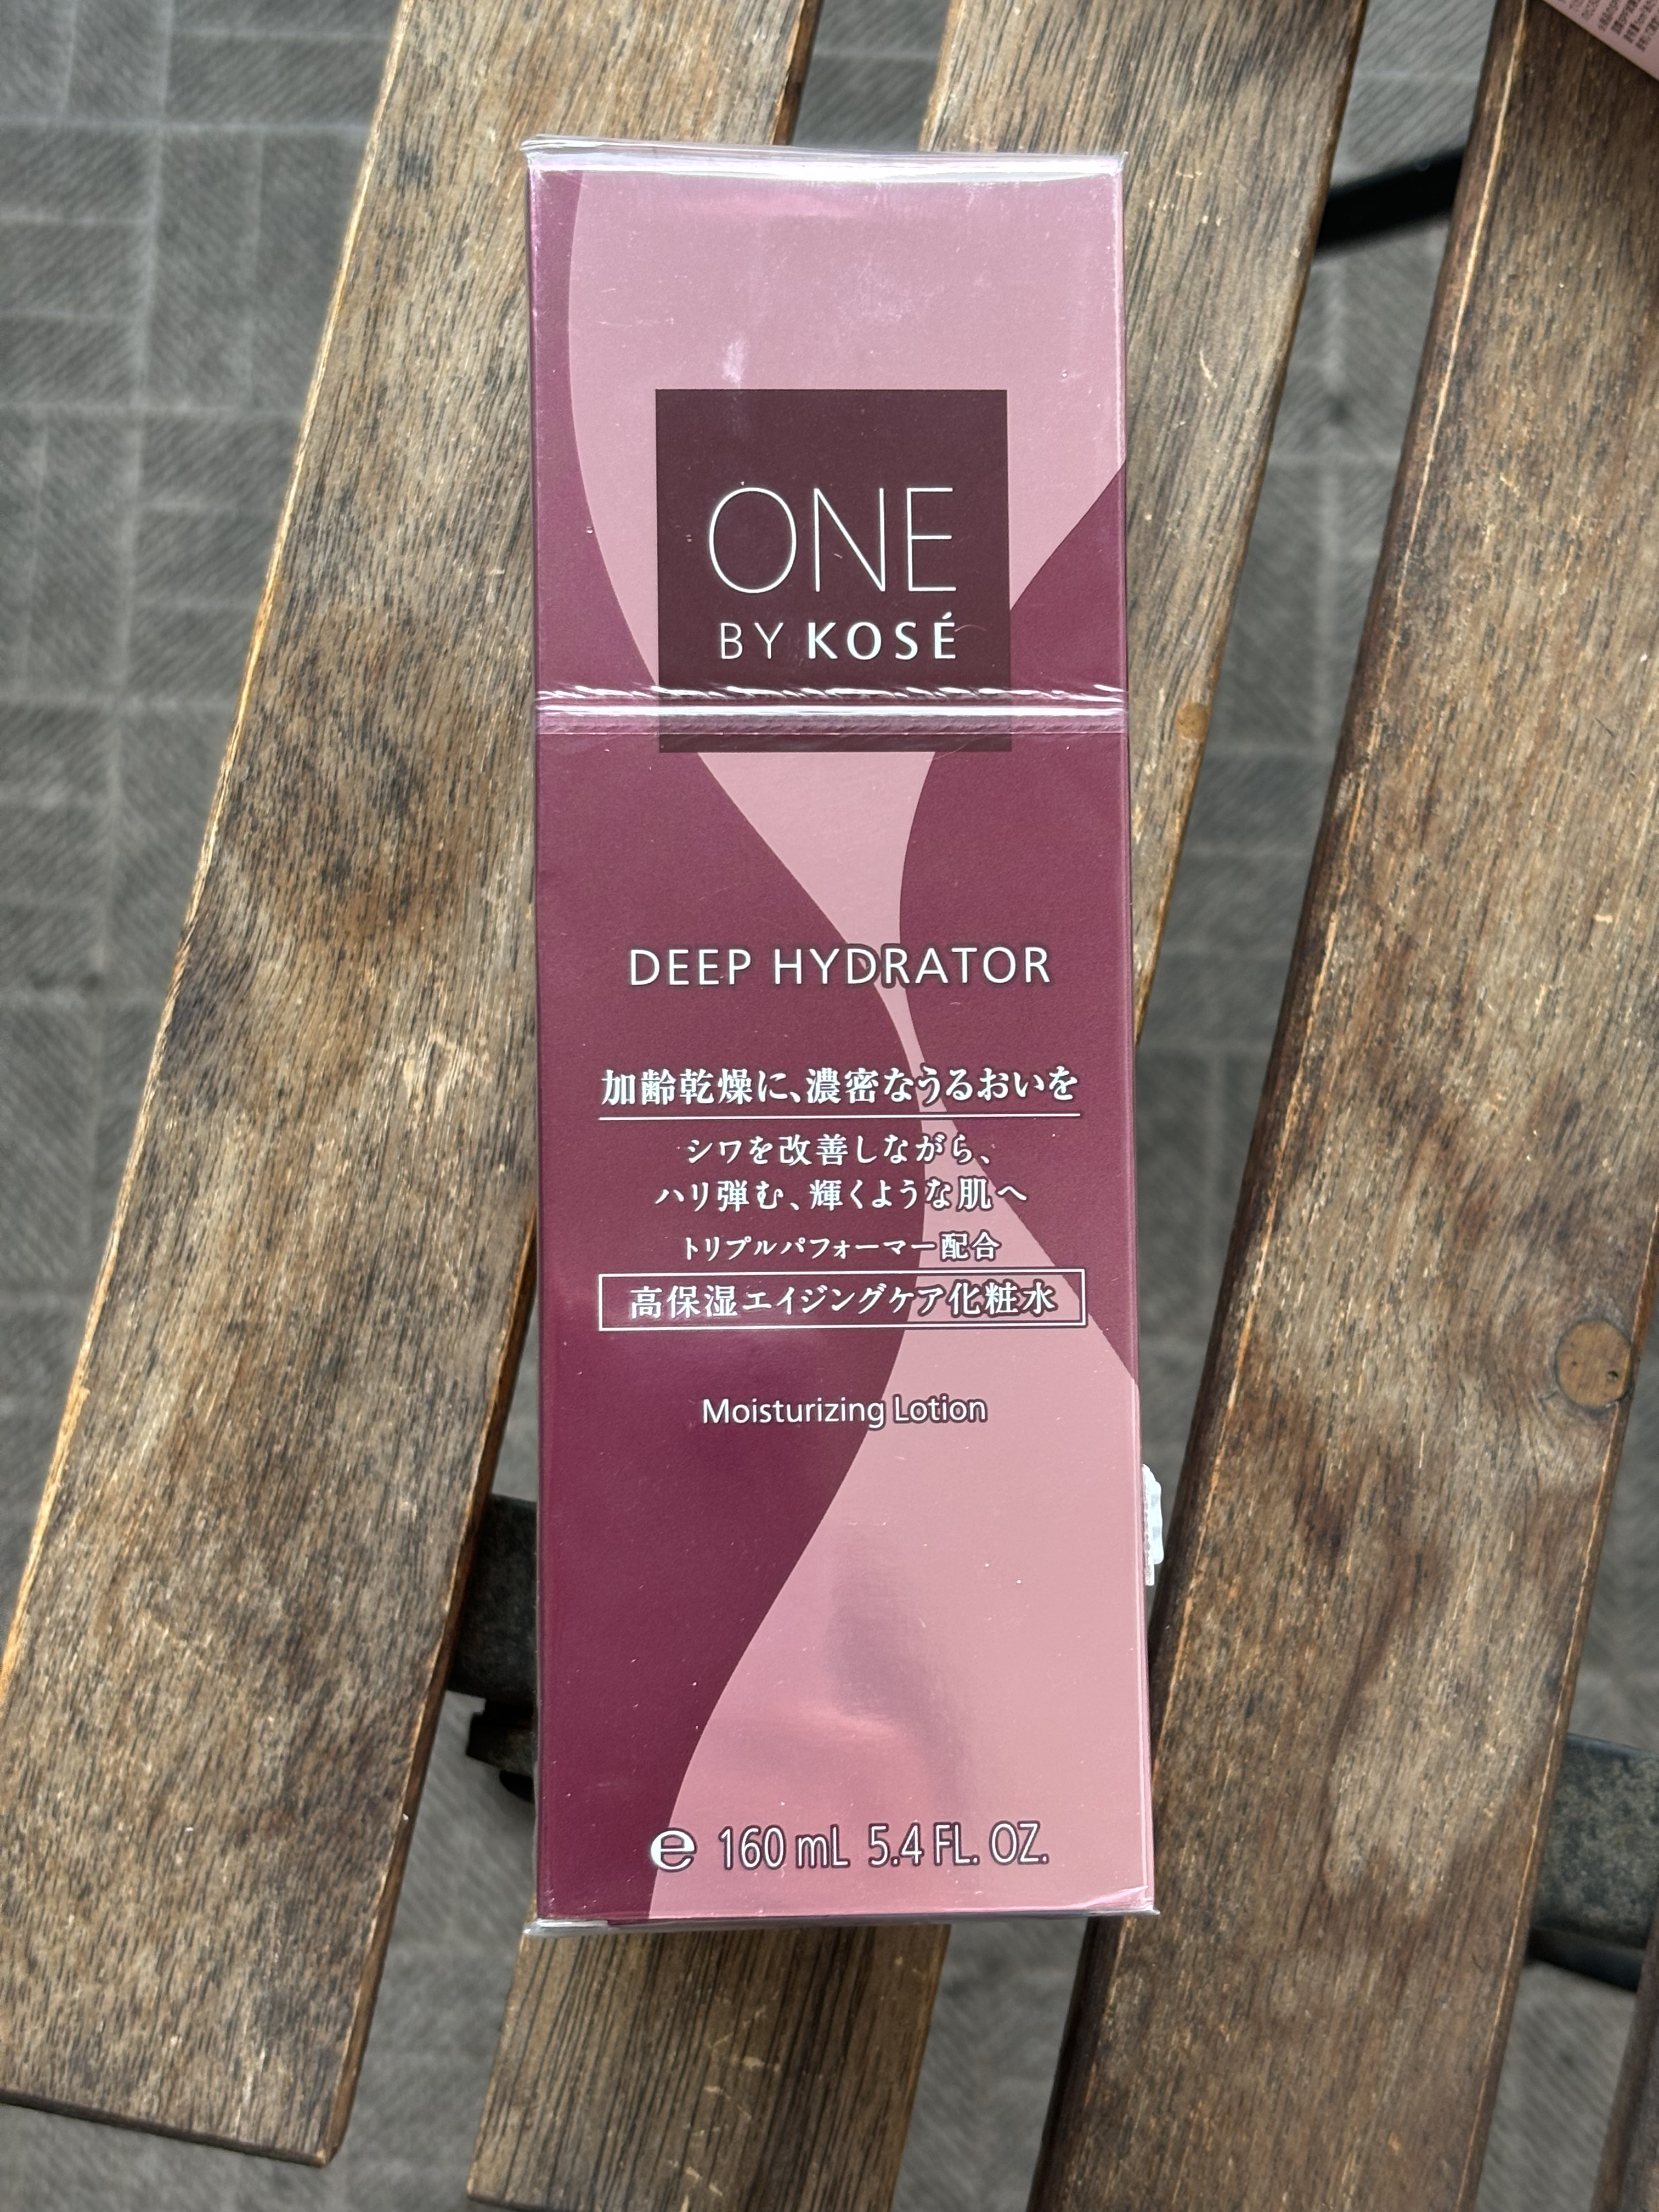 ONE
BY KOSÉ
DEEP HYDRATOR
加齢乾燥に、濃密なうるおいを
シワを改善しながら、
ハリ弾む、輝くような肌へ
トリプルパフォーマー配合
高保湿エイジングケア化粧水
Moisturizing Lotion
℮ 160 mL 5.4 FL. OZ.